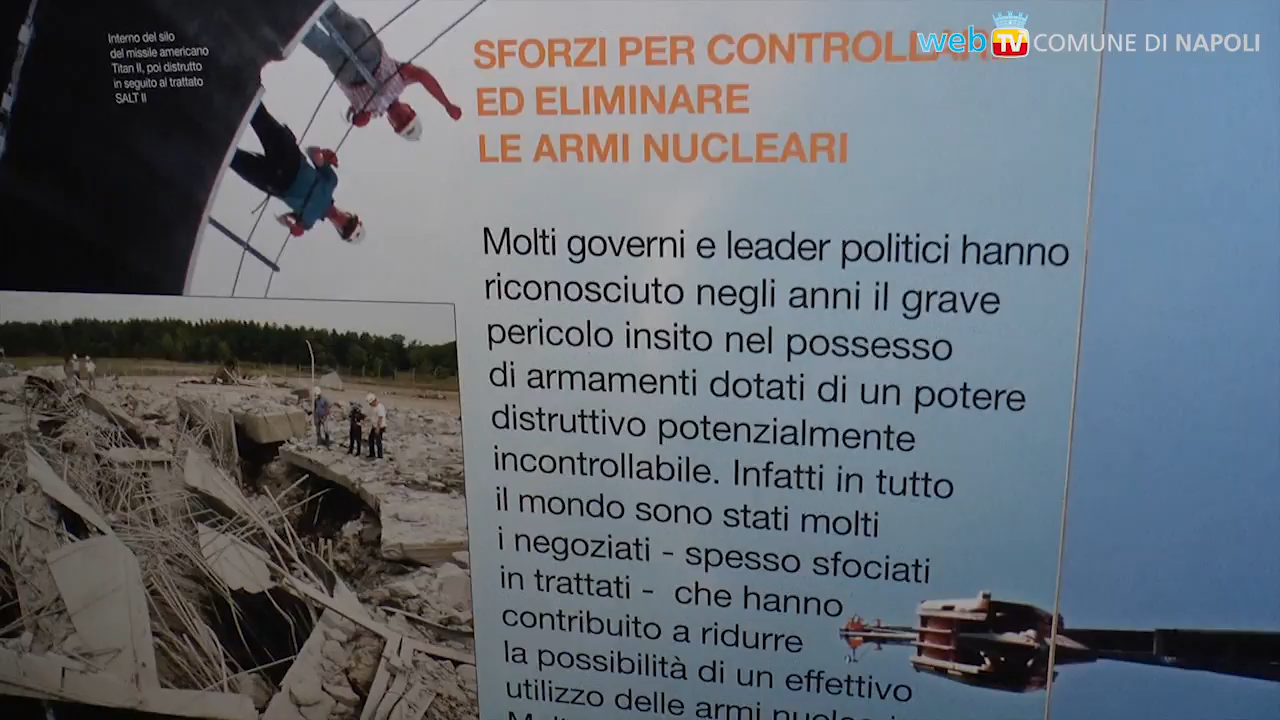 Interno del silo
del missile americano
Titan II, poi distrutto
in seguito al trattato
SALT II
web TV COMUNE DI NAPOLI
SFORZI PER
ED ELIMINARE
LE ARMI NUCLEARI
Molti governi e leader politici hanno
riconosciuto negli anni il grave
pericolo insito nel possesso
di armamenti dotati di un potere
distruttivo potenzialmente
incontrollabile. Infatti in tutto
il mondo sono stati molti
i negoziati - spesso sfociati
in trattati - che hanno
contribuito a ridurre
la possibilità di un effettivo
utilizzo delle armi